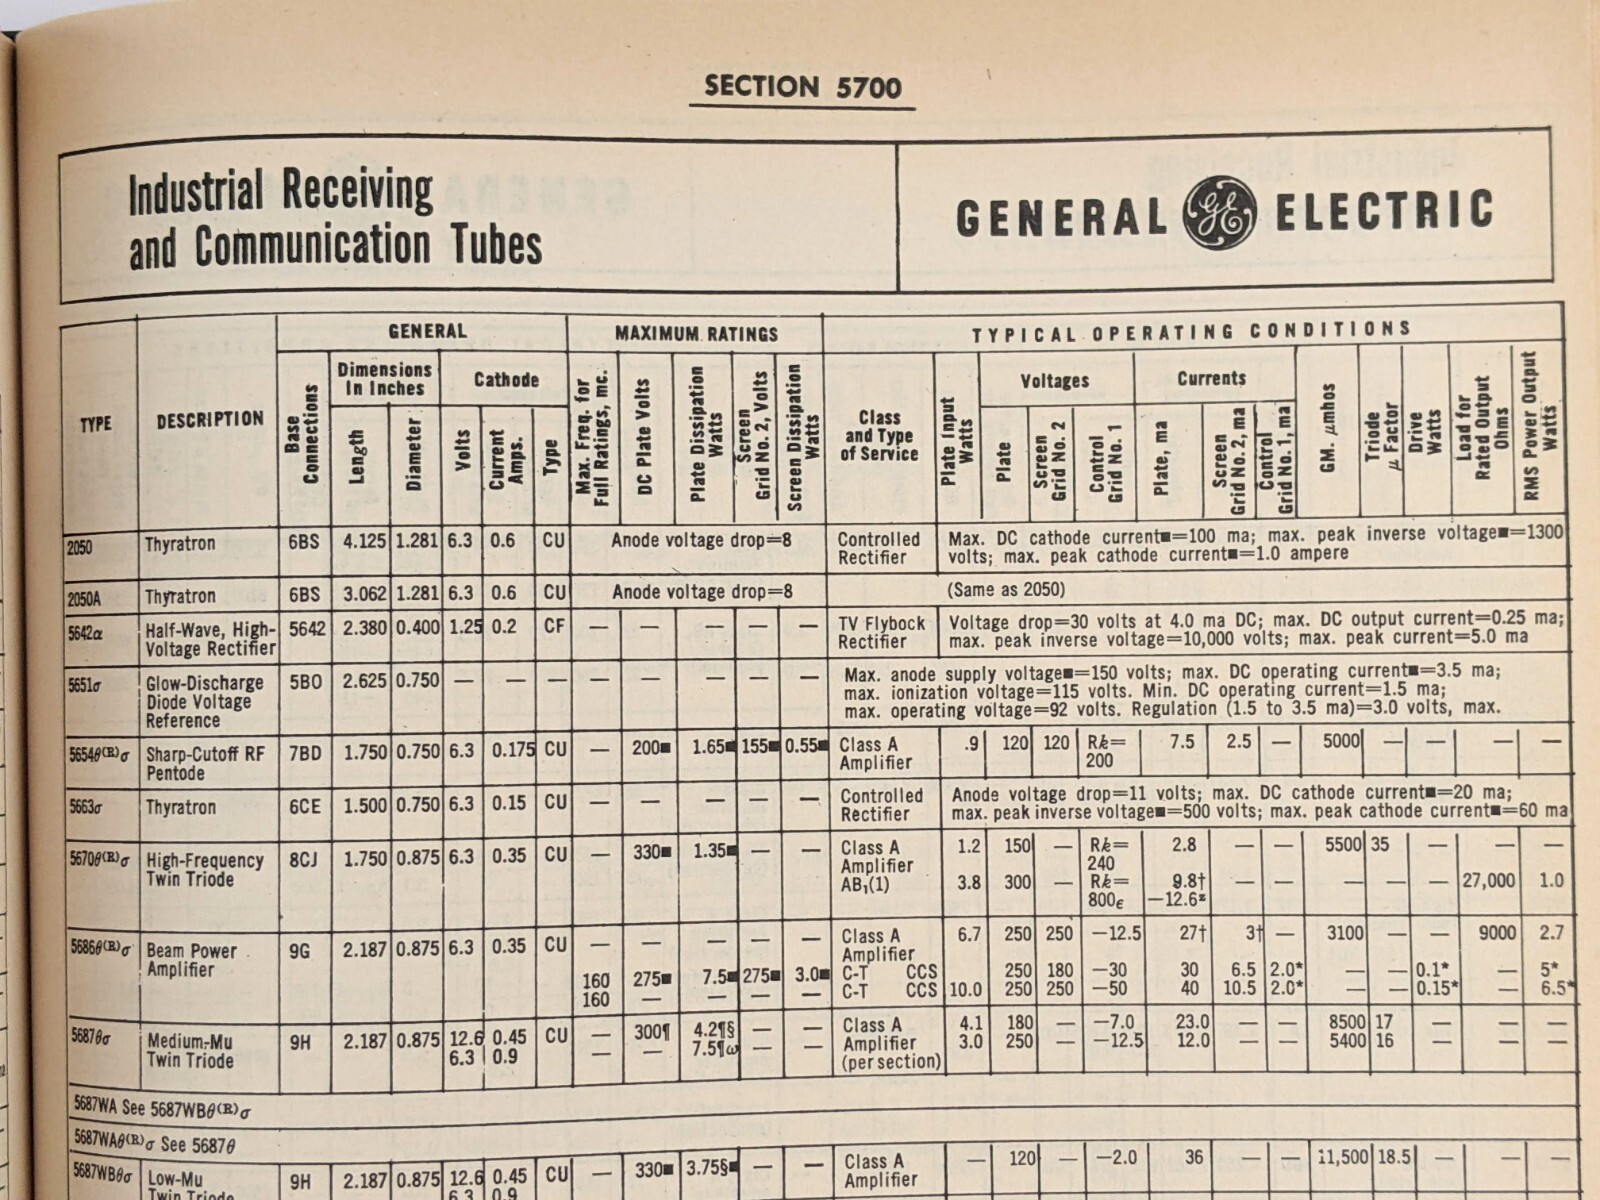 SECTION 5700
Industrial Receiving
and Communication Tubes
GENERAL GE ELECTRIC
TYPE
DESCRIPTION
GENERAL
MAXIMUM RATINGS
TYPICAL OPERATING CONDITIONS
Base
Connections
Dimensions
In Inches
Length
Diameter
Cathode
Volts
Current
Amps.
Type
Max. Freq. for
Full Ratings, mc.
DC Plate Volts
Plate Dissipation
Watts
Screen
Grid No. 2, Volts
Screen Dissipation
Watts
Class
and Type
of Service
Plate Input
Watts
Voltages
Plate
Screen
Grid No. 2
Control
Grid No. 1
Currents
Plate, ma
Screen
Grid No. 2, ma
Control
Grid No. 1, ma
GM. μmhos
Triode
μ Factor
Drive
Watts
Load for
Rated Output
Ohms
RMS Power Output
Watts
2050 Thyratron 6BS 4.125 1.281 6.3 0.6 CU Anode voltage drop=8 Controlled Max. DC cathode current■=100 ma; max. peak inverse voltage■=1300
Rectifier volts; max. peak cathode current■=1.0 ampere
2050A Thyratron 6BS 3.062 1.281 6.3 0.6 CU Anode voltage drop=8 (Same as 2050)
5642α Half-Wave, High- 5642 2.380 0.400 1.25 0.2 CF — — — — — TV Flyback Voltage drop=30 volts at 4.0 ma DC; max. DC output current=0.25 ma;
Voltage Rectifier Rectifier max. peak inverse voltage=10,000 volts; max. peak current=5.0 ma
5651σ Glow-Discharge 5BO 2.625 0.750 — — — — — — — — Max. anode supply voltage■=150 volts; max. DC operating current■=3.5 ma;
Diode Voltage max. ionization voltage=115 volts. Min. DC operating current=1.5 ma;
Reference max. operating voltage=92 volts. Regulation (1.5 to 3.5 ma)=3.0 volts, max.
5654θ(R)σ Sharp-Cutoff RF 7BD 1.750 0.750 6.3 0.175 CU — 200■ 1.65■ 155■ 0.55■ Class A .9 120 120 Rk= 7.5 2.5 — 5000 — — — —
Pentode Amplifier 200
5663σ Thyratron 6CE 1.500 0.750 6.3 0.15 CU — — — — — Controlled Anode voltage drop=11 volts; max. DC cathode current■=20 ma;
Rectifier max. peak inverse voltage■=500 volts; max. peak cathode current■=60 ma
5670θ(R)σ High-Frequency 8CJ 1.750 0.875 6.3 0.35 CU — 330■ 1.35■ — — Class A 1.2 150 — Rk= 2.8 — — 5500 35 — — —
Twin Triode Amplifier 240
AB₁(1) 3.8 300 — Rk= 9.8† — — — — — 27,000 1.0
800ε —12.6ᶻ
5686θ(R)σ Beam Power 9G 2.187 0.875 6.3 0.35 CU — — — — — Class A 6.7 250 250 —12.5 27† 3† — 3100 — — 9000 2.7
Amplifier Amplifier
160 275■ 7.5■ 275■ 3.0■ C-T CCS 250 180 —30 30 6.5 2.0* — — 0.1* — 5*
160 — — — — C-T CCS 10.0 250 250 —50 40 10.5 2.0* — — 0.15* — 6.5*
5687θσ Medium-Mu 9H 2.187 0.875 12.6 0.45 CU — 300¶ 4.2¶§ — — Class A 4.1 180 — —7.0 23.0 — — 8500 17 — — —
Twin Triode 6.3 0.9 — — 7.5¶ω — — Amplifier 3.0 250 — —12.5 12.0 — — 5400 16 — — —
(per section)
5687WA See 5687WBθ(R)σ
5687WAθ(R)σ See 5687θ
5687WBθσ Low-Mu 9H 2.187 0.875 12.6 0.45 CU — 330■ 3.75§■ — — Class A — 120 — —2.0 36 — — 11,500 18.5 — — —
Twin Triode 6.3 0.9 Amplifier